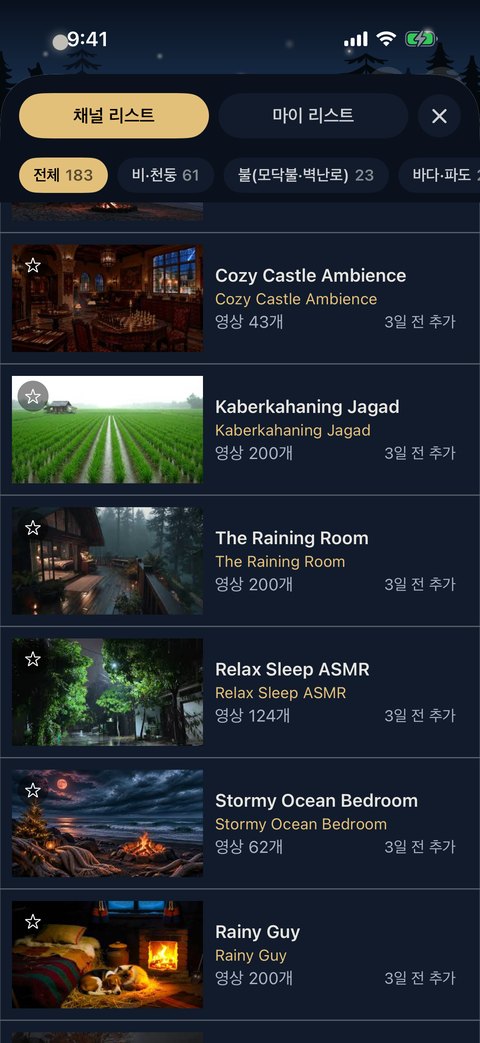 9:41
채널 리스트
마이 리스트
전체 183
비·천둥 61
불(모닥불·벽난로) 23
바다·파도
Cozy Castle Ambience
Cozy Castle Ambience
영상 43개 3일 전 추가
Kaberkahaning Jagad
Kaberkahaning Jagad
영상 200개 3일 전 추가
The Raining Room
The Raining Room
영상 200개 3일 전 추가
Relax Sleep ASMR
Relax Sleep ASMR
영상 124개 3일 전 추가
Stormy Ocean Bedroom
Stormy Ocean Bedroom
영상 62개 3일 전 추가
Rainy Guy
Rainy Guy
영상 200개 3일 전 추가